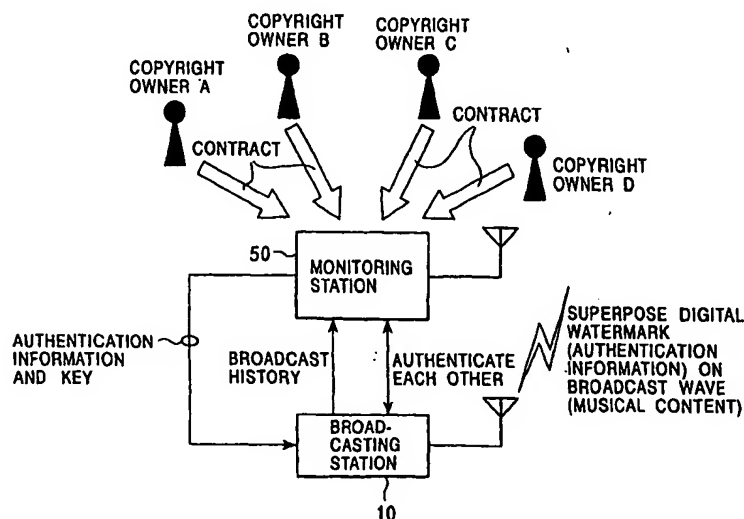 COPYRIGHT
OWNER B
COPYRIGHT
OWNER C
COPYRIGHT
OWNER A
CONTRACT
CONTRACT
COPYRIGHT
OWNER D
50
MONITORING
STATION
AUTHENTICATION
INFORMATION
AND KEY
BROADCAST
HISTORY
AUTHENTICATE
EACH OTHER
SUPERPOSE DIGITAL
WATERMARK
(AUTHENTICATION
INFORMATION) ON
BROADCAST WAVE
(MUSICAL CONTENT)
BROAD-
CASTING
STATION
10